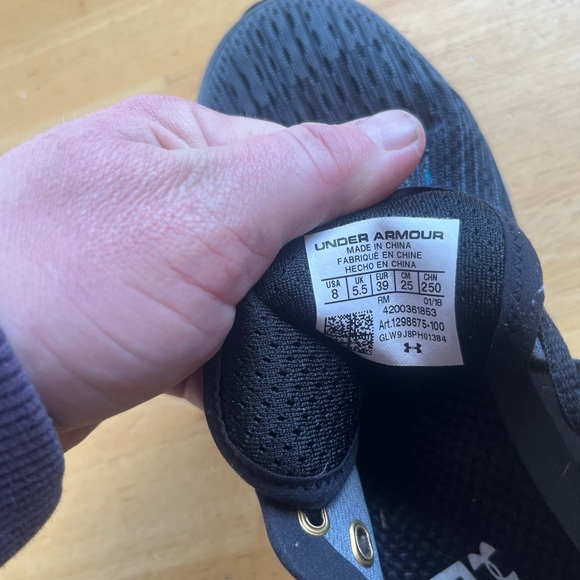 UNDER ARMOUR
MADE IN CHINA
FABRIQUÉ EN CHINE
HECHO EN CHINA
USA UK EUR CM CHN
8 5.5 39 25 250
RM 01/18
4200361853
Art.1298675-100
GLW9J8PH01384